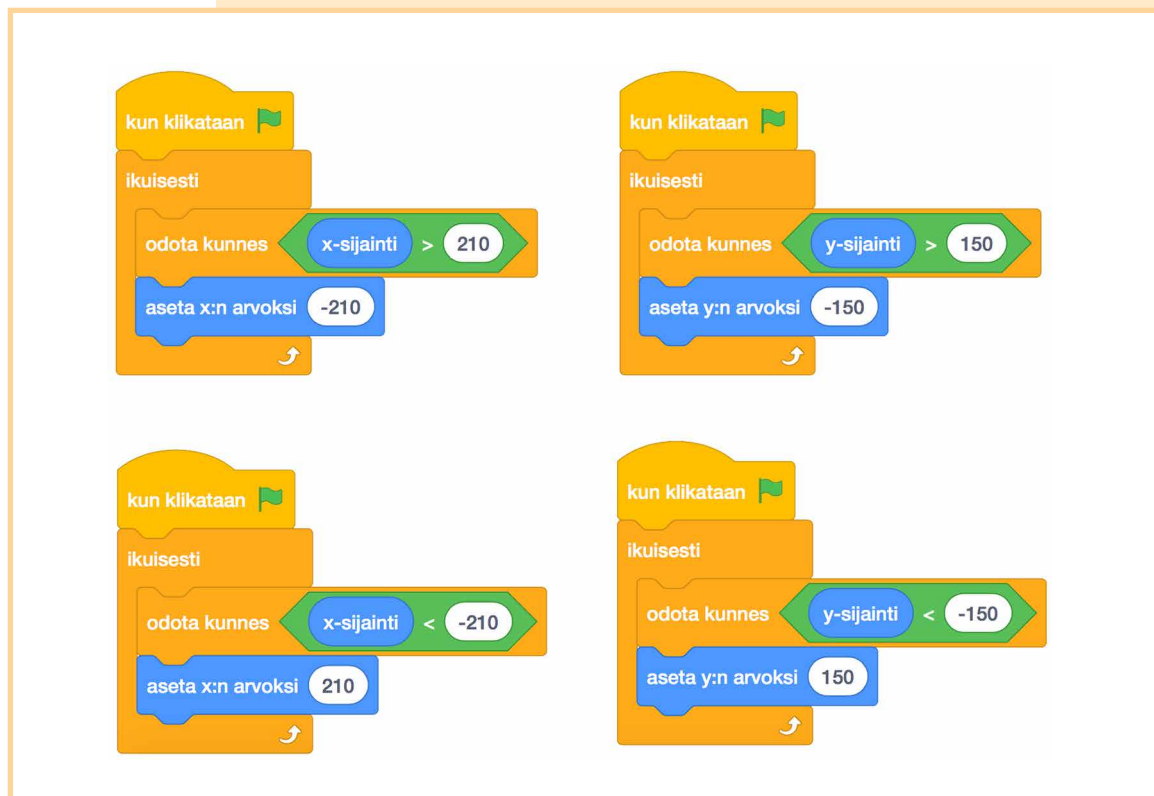 kun klikataan
ikuisesti
odota kunnes x-sijainti > 210
aseta x:n arvoksi -210
kun klikataan
ikuisesti
odota kunnes y-sijainti > 150
aseta y:n arvoksi -150
kun klikataan
ikuisesti
odota kunnes x-sijainti < -210
aseta x:n arvoksi 210
kun klikataan
ikuisesti
odota kunnes y-sijainti < -150
aseta y:n arvoksi 150